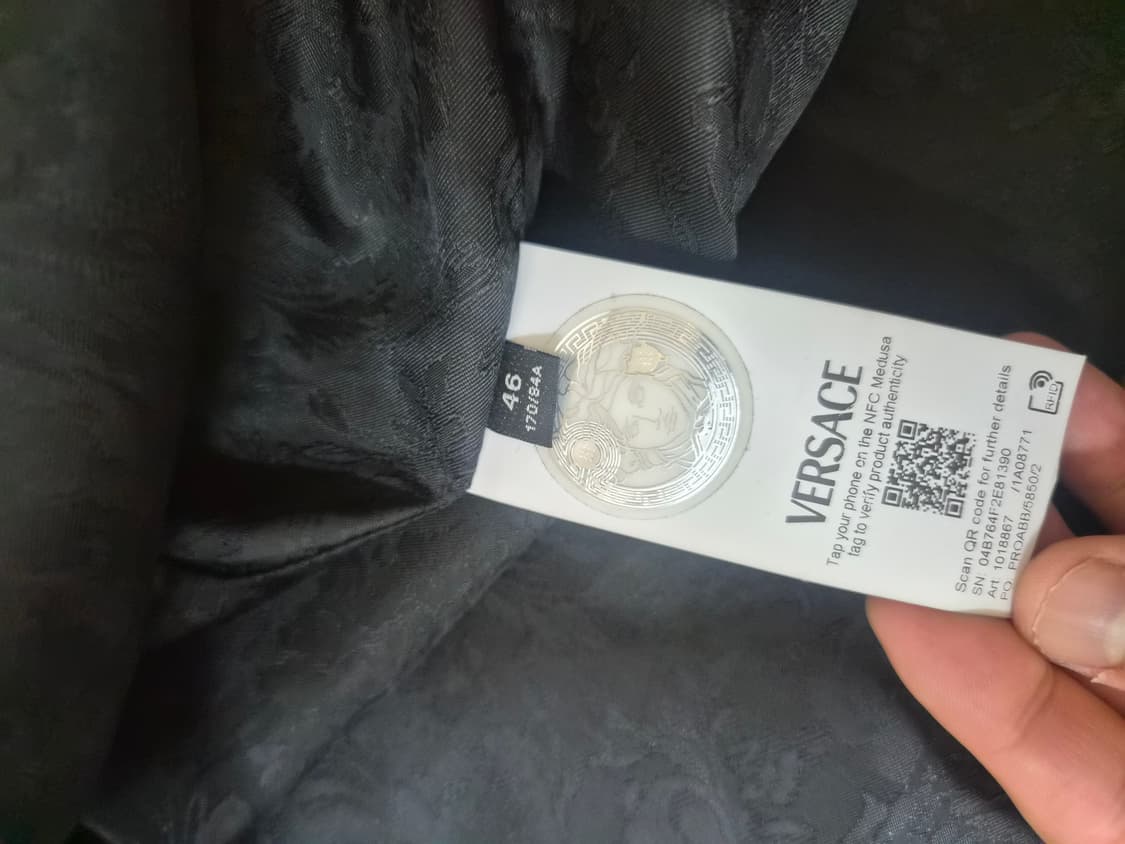 46
170/84A
VERSACE
Tap your phone on the NFC Medusa
tag to verify product authenticity
Scan QR code for further details
SN: 04B764F2E81390
Art. 1018867 /1A08771
PO. PROABB/5850/2
RFID